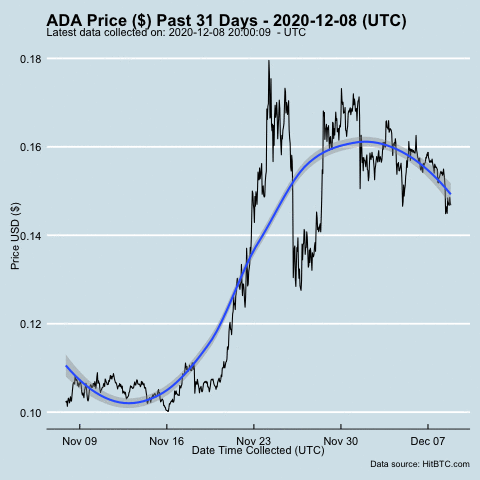 ADA Price ($) Past 31 Days - 2020-12-08 (UTC)
Latest data collected on: 2020-12-08 20:00:09 - UTC
0.18
0.16
0.14
0.12
0.10
Price USD ($)
Nov 09
Nov 16
Nov 23
Nov 30
Dec 07
Date Time Collected (UTC)
Data source: HitBTC.com